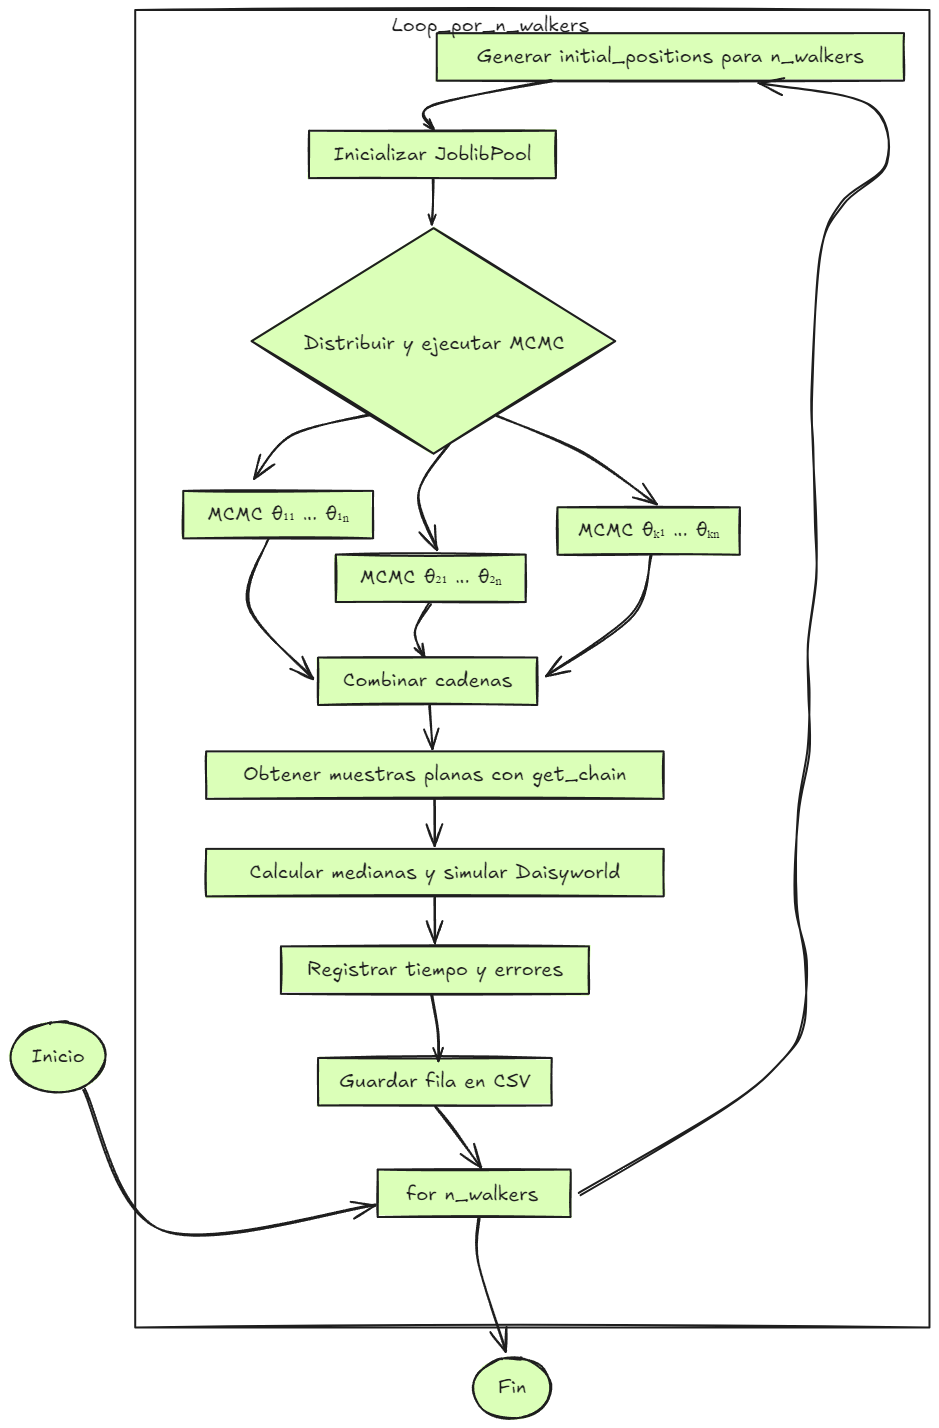 Loop_por_n_walkers
Generar initial_positions para n_walkers
Inicializar JoblibPool
Distribuir y ejecutar MCMC
MCMC θ₁₁ ... θ₁ₙ
MCMC θₖ₁ ... θₖₙ
MCMC θ₂₁ ... θ₂ₙ
Combinar cadenas
Obtener muestras planas con get_chain
Calcular medianas y simular Daisyworld
Registrar tiempo y errores
Inicio
Guardar fila en CSV
for n_walkers
Fin